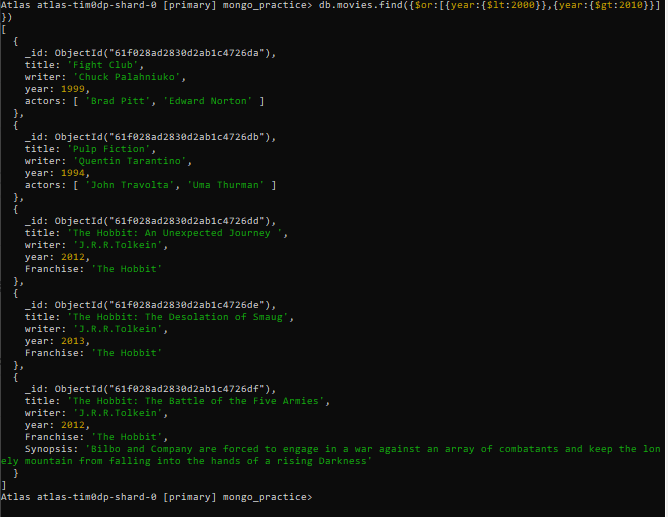 Atlas atlas-tim0dp-shard-0 [primary] mongo_practice> db.movies.find({$or:[{year:{$lt:2000}},{year:{$gt:2010}}]
})
[
  {
    _id: ObjectId("61f028ad2830d2ab1c4726da"),
    title: 'Fight Club',
    writer: 'Chuck Palahniuko',
    year: 1999,
    actors: [ 'Brad Pitt', 'Edward Norton' ]
  },
  {
    _id: ObjectId("61f028ad2830d2ab1c4726db"),
    title: 'Pulp Fiction',
    writer: 'Quentin Tarantino',
    year: 1994,
    actors: [ 'John Travolta', 'Uma Thurman' ]
  },
  {
    _id: ObjectId("61f028ad2830d2ab1c4726dd"),
    title: 'The Hobbit: An Unexpected Journey ',
    writer: 'J.R.R.Tolkein',
    year: 2012,
    Franchise: 'The Hobbit'
  },
  {
    _id: ObjectId("61f028ad2830d2ab1c4726de"),
    title: 'The Hobbit: The Desolation of Smaug',
    writer: 'J.R.R.Tolkein',
    year: 2013,
    Franchise: 'The Hobbit'
  },
  {
    _id: ObjectId("61f028ad2830d2ab1c4726df"),
    title: 'The Hobbit: The Battle of the Five Armies',
    writer: 'J.R.R.Tolkein',
    year: 2012,
    Franchise: 'The Hobbit',
    Synopsis: 'Bilbo and Company are forced to engage in a war against an array of combatants and keep the lon
ely mountain from falling into the hands of a rising Darkness'
  }
]
Atlas atlas-tim0dp-shard-0 [primary] mongo_practice>